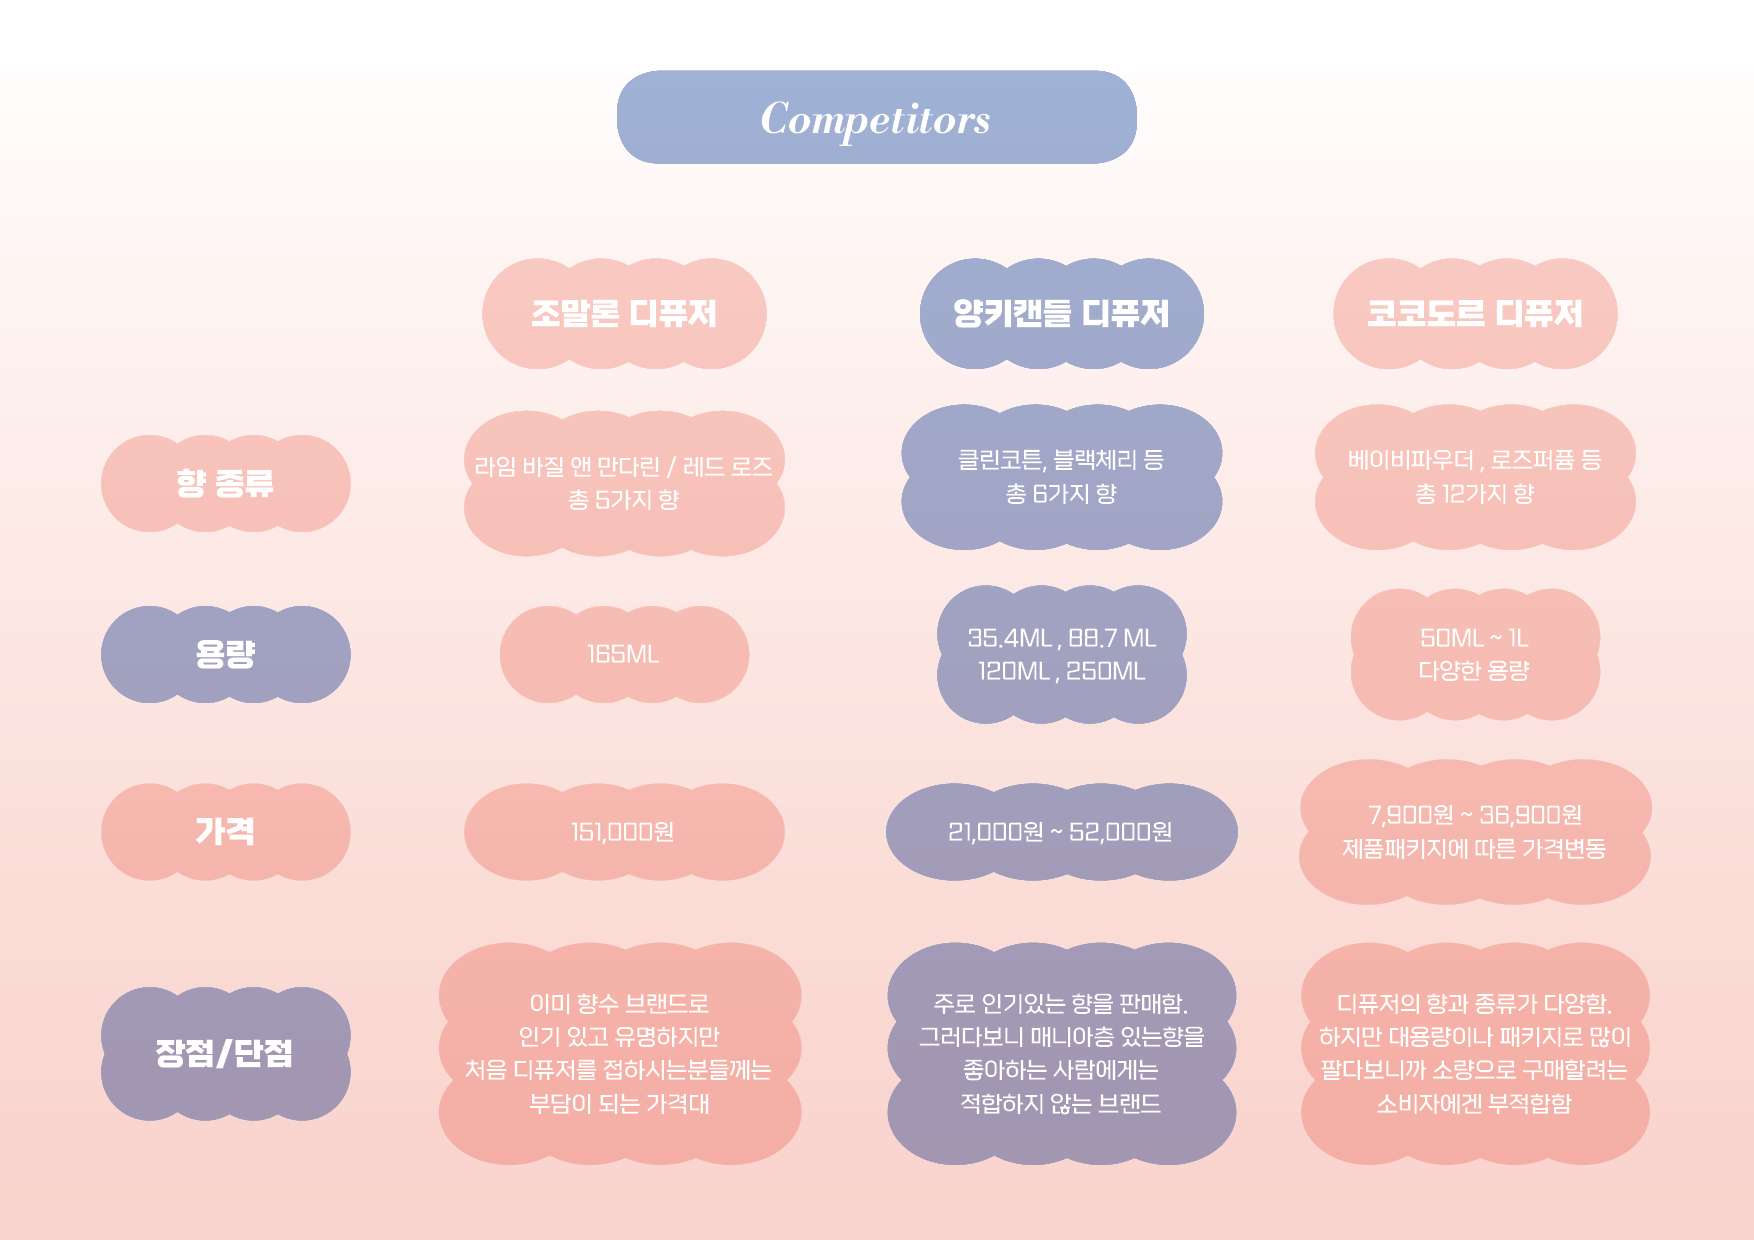 Competitors
조말론 디퓨저
양키캔들 디퓨저
코코도르 디퓨저
향 종류
라임 바질 앤 만다린 / 레드 로즈
총 5가지 향
클린코튼, 블랙체리 등
총 6가지 향
베이비파우더 , 로즈퍼퓸 등
총 12가지 향
용량
165ML
35.4ML , 88.7 ML
120ML , 250ML
50ML ~ 1L
다양한 용량
가격
151,000원
21,000원 ~ 52,000원
7,900원 ~ 36,900원
제품패키지에 따른 가격변동
장점/단점
이미 향수 브랜드로
인기 있고 유명하지만
처음 디퓨저를 접하시는분들께는
부담이 되는 가격대
주로 인기있는 향을 판매함.
그러다보니 매니아층 있는향을
좋아하는 사람에게는
적합하지 않는 브랜드
디퓨저의 향과 종류가 다양함.
하지만 대용량이나 패키지로 많이
팔다보니까 소량으로 구매할려는
소비자에겐 부적합함